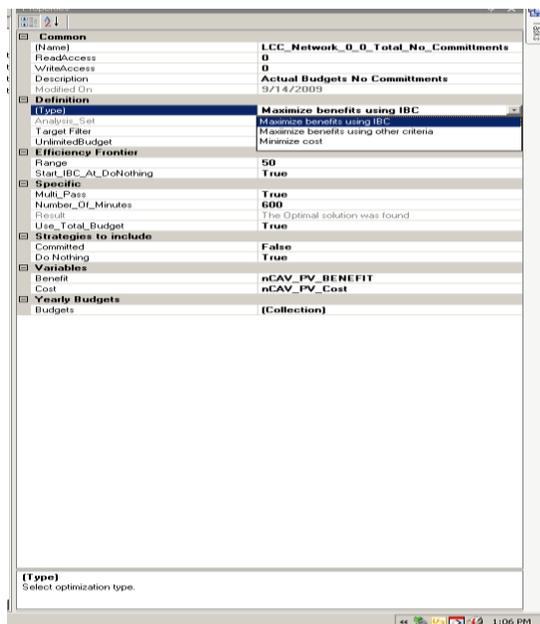 Properties
Common
(Name) LCC_Network_0_0_Total_No_Committments
ReadAccess 0
WriteAccess 0
Description Actual Budgets No Committments
Modified On 9/14/2009
Definition
(Type) Maximize benefits using IBC
Analysis_Set Maximize benefits using IBC
Target Filter Maximize benefits using other criteria
UnlimitedBudget Minimize cost
Efficiency Frontier
Range 50
Start_IBC_At_DoNothing True
Specific
Multi_Pass True
Number_Of_Minutes 600
Result The Optimal solution was found
Use_Total_Budget True
Strategies to include
Committed False
Do Nothing True
Variables
Benefit nCAV_PV_BENEFIT
Cost nCAV_PV_Cost
Yearly Budgets
Budgets (Collection)
(Type)
Select optimization type.
1:06 PM
Tasks